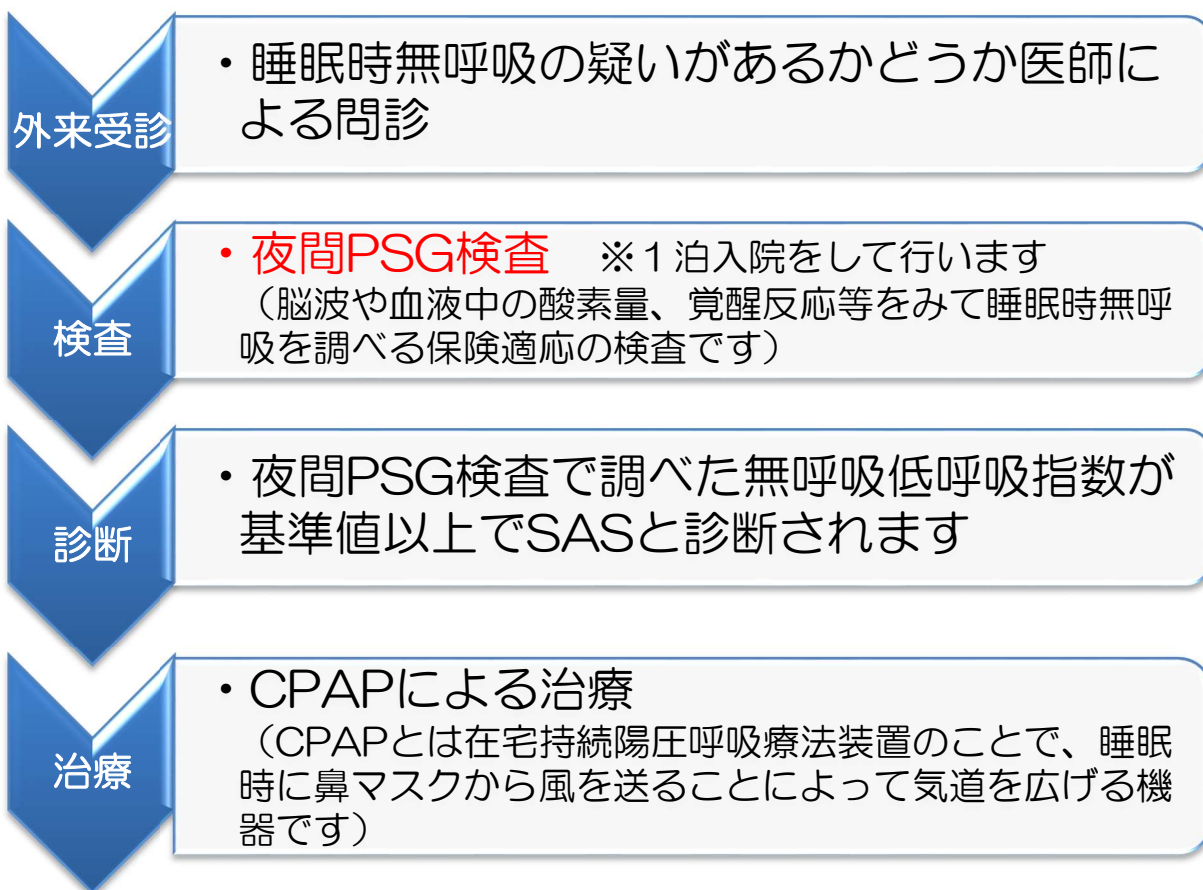 外来受診
・睡眠時無呼吸の疑いがあるかどうか医師に
よる問診
検査
・夜間PSG検査　※１泊入院をして行います
（脳波や血液中の酸素量、覚醒反応等をみて睡眠時無呼
吸を調べる保険適応の検査です）
診断
・夜間PSG検査で調べた無呼吸低呼吸指数が
基準値以上でSASと診断されます
治療
・CPAPによる治療
（CPAPとは在宅持続陽圧呼吸療法装置のことで、睡眠
時に鼻マスクから風を送ることによって気道を広げる機
器です）